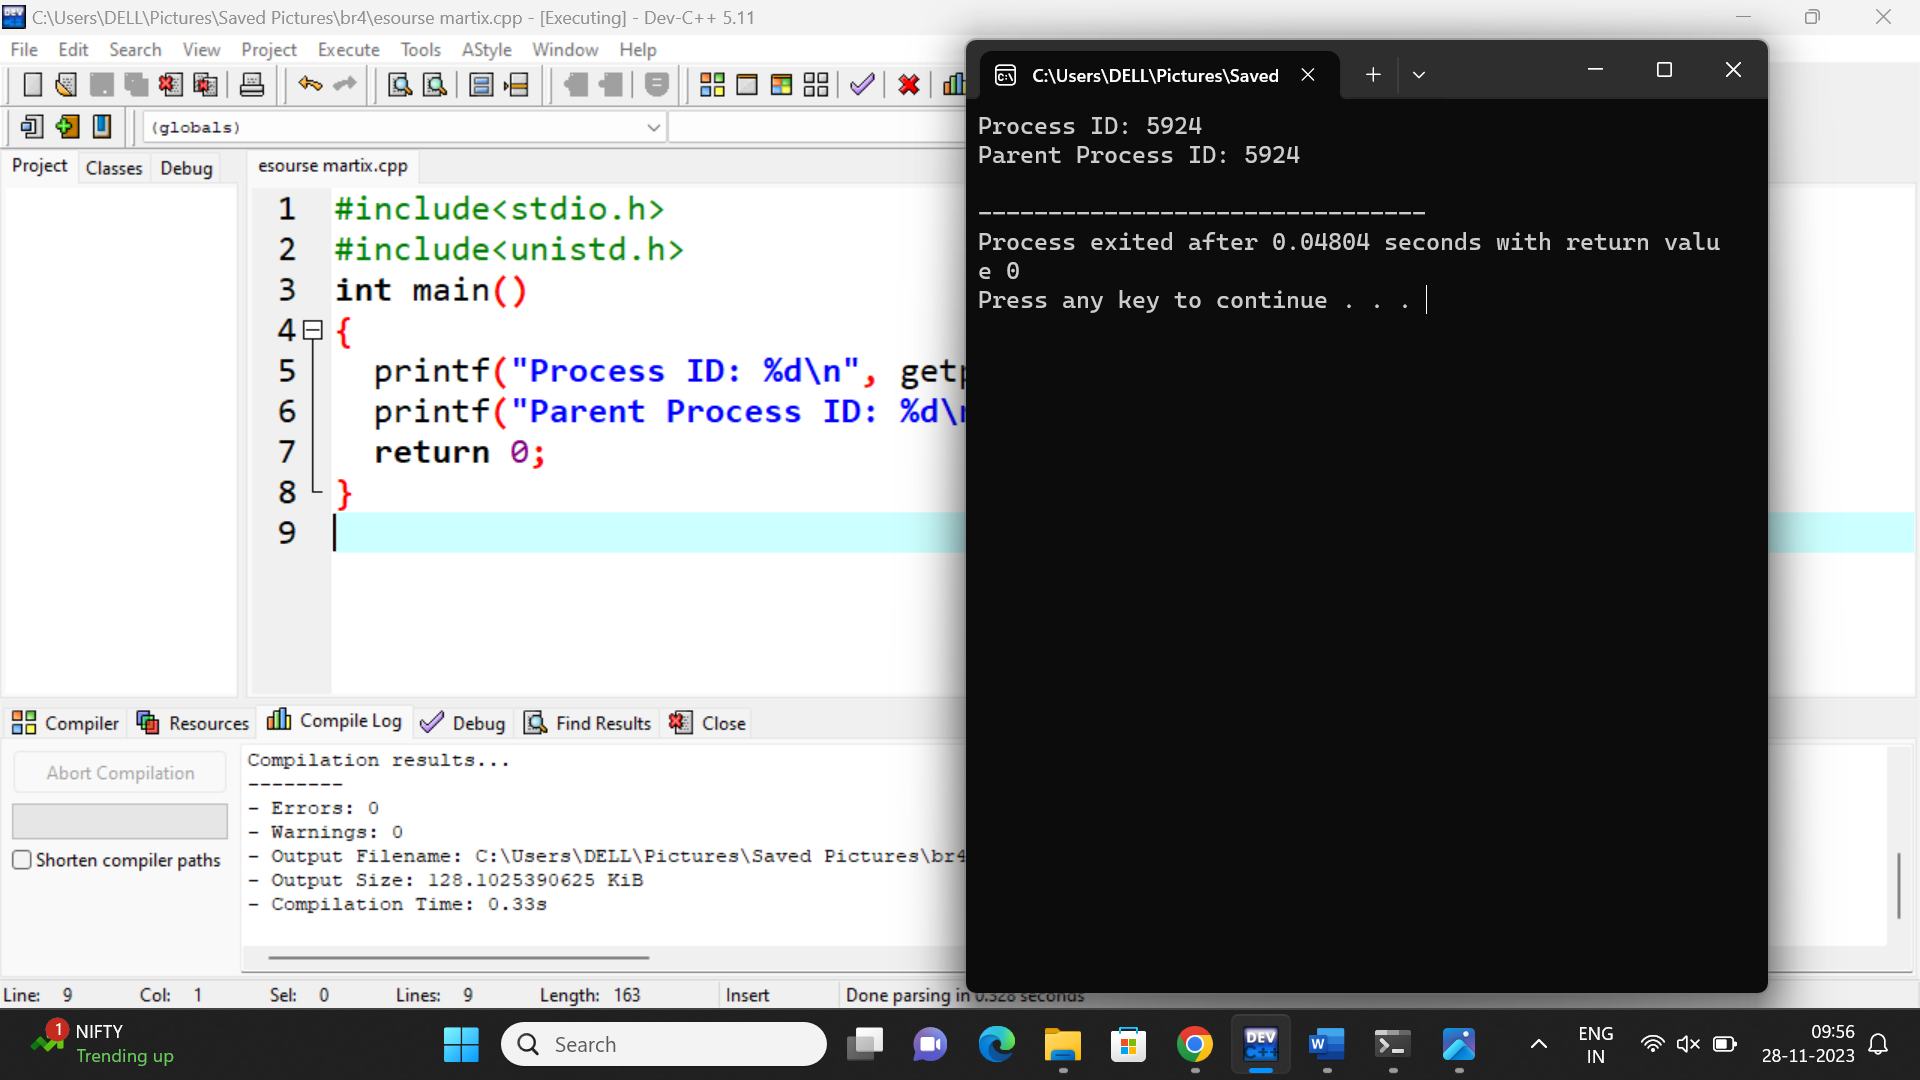 C:\Users\DELL\Pictures\Saved Pictures\br4\esourse martix.cpp - [Executing] - Dev-C++ 5.11
File Edit Search View Project Execute Tools AStyle Window Help
(globals)
Project Classes Debug
esourse martix.cpp
1 #include<stdio.h>
2 #include<unistd.h>
3 int main()
4 {
5 printf("Process ID: %d\n", getp
6 printf("Parent Process ID: %d\n
7 return 0;
8 }
9
C:\Users\DELL\Pictures\Saved
Process ID: 5924
Parent Process ID: 5924
--------------------------------
Process exited after 0.04804 seconds with return valu
e 0
Press any key to continue . . .
Compiler Resources Compile Log Debug Find Results Close
Abort Compilation
Shorten compiler paths
Compilation results...
--------
- Errors: 0
- Warnings: 0
- Output Filename: C:\Users\DELL\Pictures\Saved Pictures\br4
- Output Size: 128.1025390625 KiB
- Compilation Time: 0.33s
Line: 9 Col: 1 Sel: 0 Lines: 9 Length: 163 Insert Done parsing in 0.328 seconds
1
NIFTY
Trending up
Search
DEV
C++
W
ENG
IN
09:56
28-11-2023